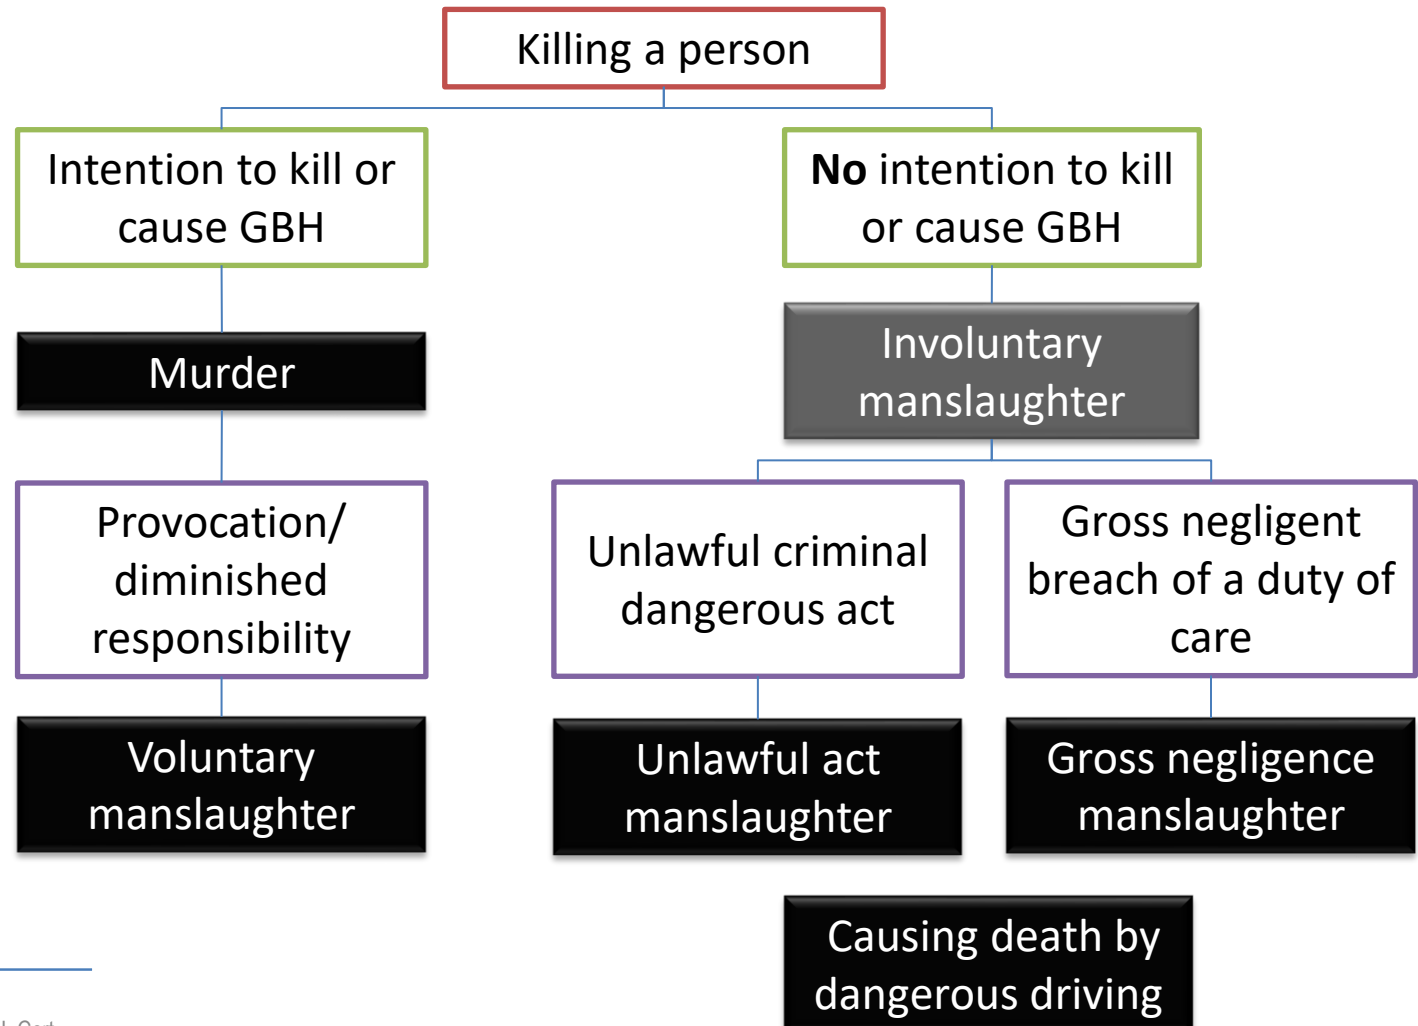 Killing a person
Intention to kill or
cause GBH
No intention to kill
or cause GBH
Murder
Involuntary
manslaughter
Provocation/
diminished
responsibility
Unlawful criminal
dangerous act
Gross negligent
breach of a duty of
care
Voluntary
manslaughter
Unlawful act
manslaughter
Gross negligence
manslaughter
Causing death by
dangerous driving